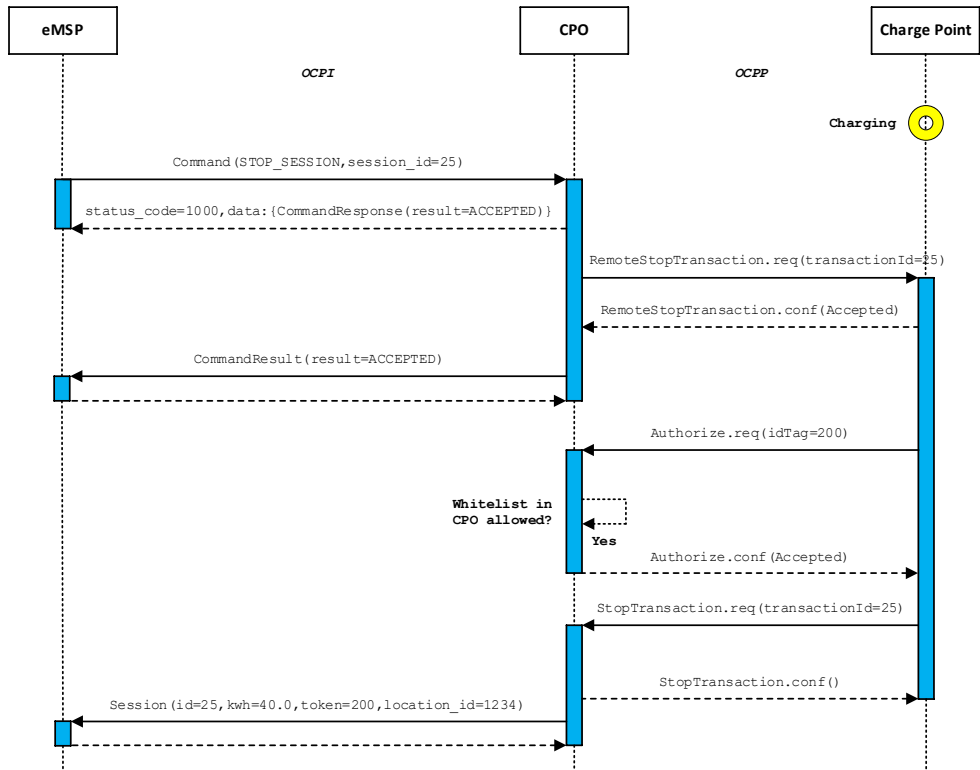 eMSP
CPO
Charge Point
OCPI
OCPP
Charging
Command(STOP_SESSION,session_id=25)
status_code=1000,data:{CommandResponse(result=ACCEPTED)}
RemoteStopTransaction.req(transactionId=25)
RemoteStopTransaction.conf(Accepted)
CommandResult(result=ACCEPTED)
Authorize.req(idTag=200)
Whitelist in
CPO allowed?
Yes
Authorize.conf(Accepted)
StopTransaction.req(transactionId=25)
StopTransaction.conf()
Session(id=25,kwh=40.0,token=200,location_id=1234)